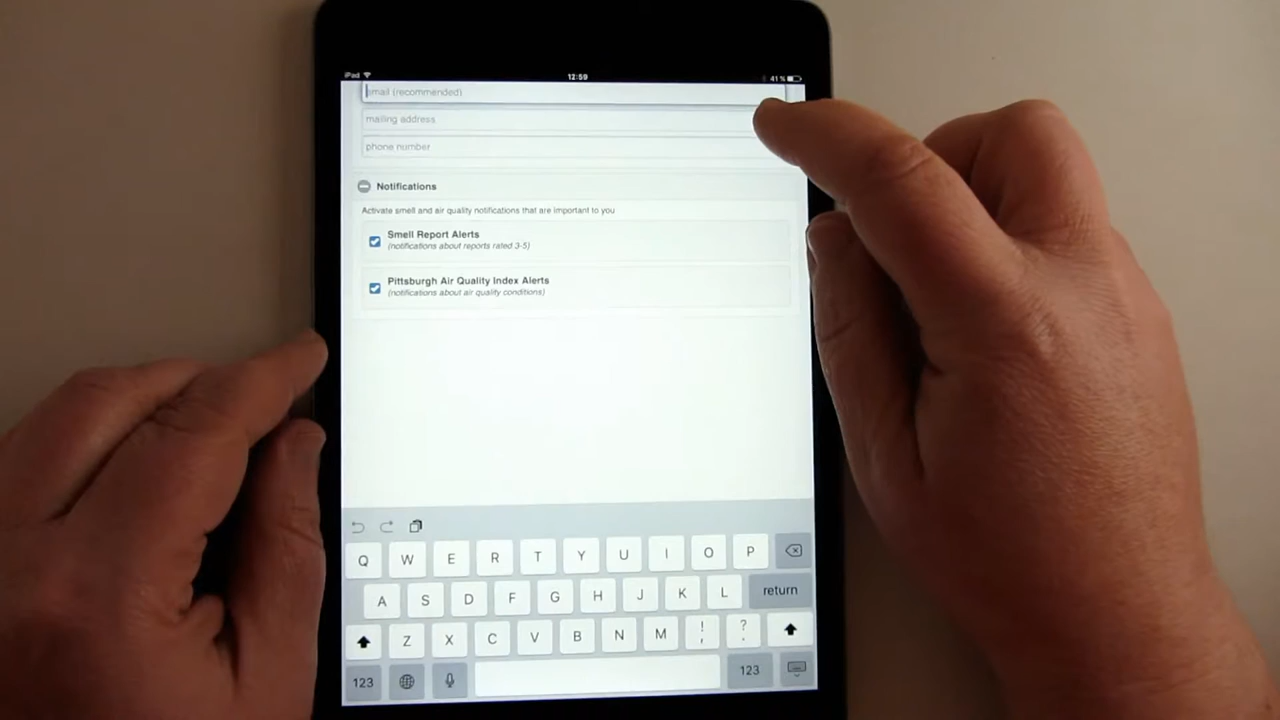 iPad 12:59 41%
email (recommended)
mailing address
phone number
Notifications
Activate smell and air quality notifications that are important to you
Smell Report Alerts
(notifications about reports rated 3-5)
Pittsburgh Air Quality Index Alerts
(notifications about air quality conditions)
Q W E R T Y U I O P
A S D F G H J K L return
Z X C V B N M ! , ? .
123 123